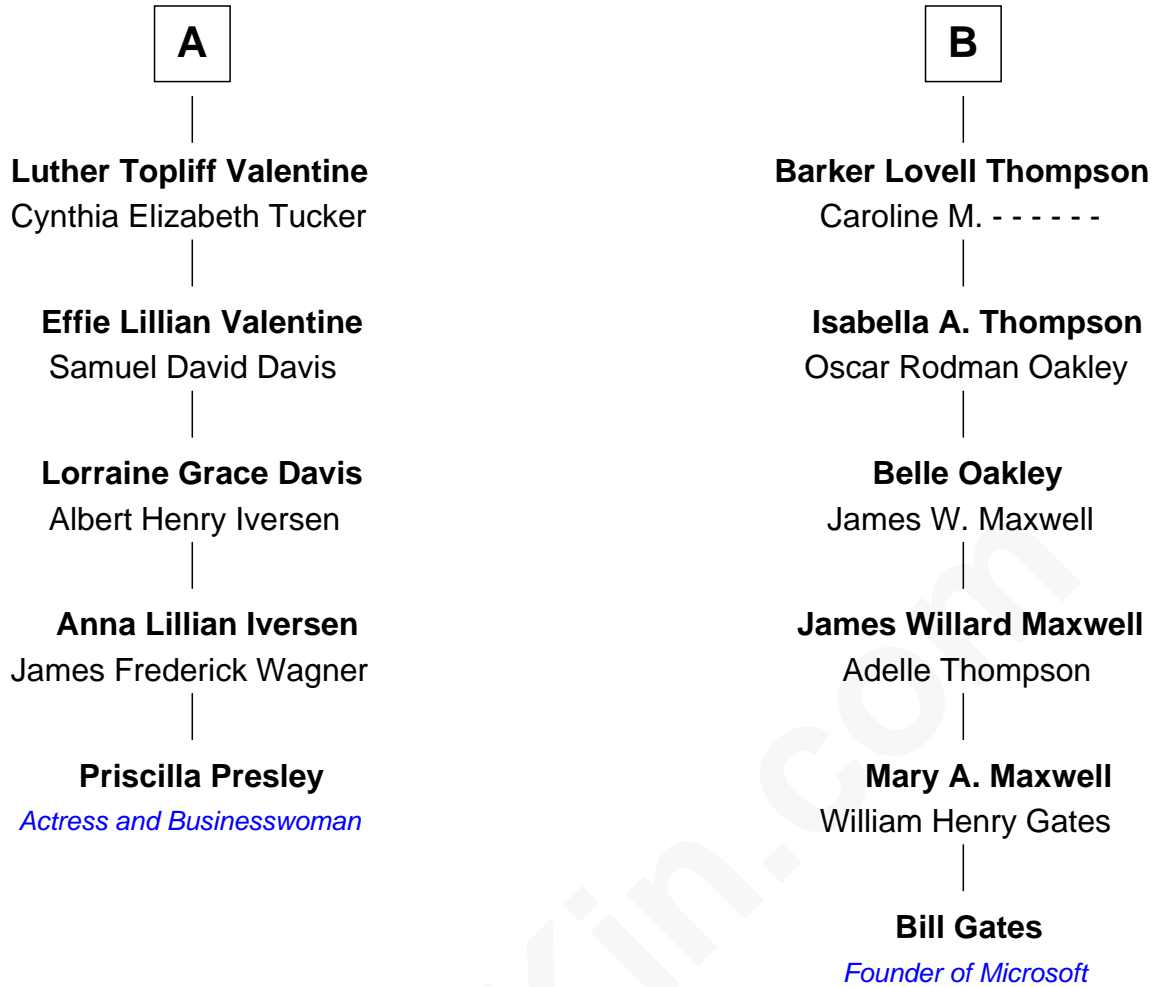 A
Luther Topliff Valentine
Cynthia Elizabeth Tucker
Effie Lillian Valentine
Samuel David Davis
Lorraine Grace Davis
Albert Henry Iversen
Anna Lillian Iversen
James Frederick Wagner
Priscilla Presley
Actress and Businesswoman
B
Barker Lovell Thompson
Caroline M. - - - - - -
Isabella A. Thompson
Oscar Rodman Oakley
Belle Oakley
James W. Maxwell
James Willard Maxwell
Adelle Thompson
Mary A. Maxwell
William Henry Gates
Bill Gates
Founder of Microsoft